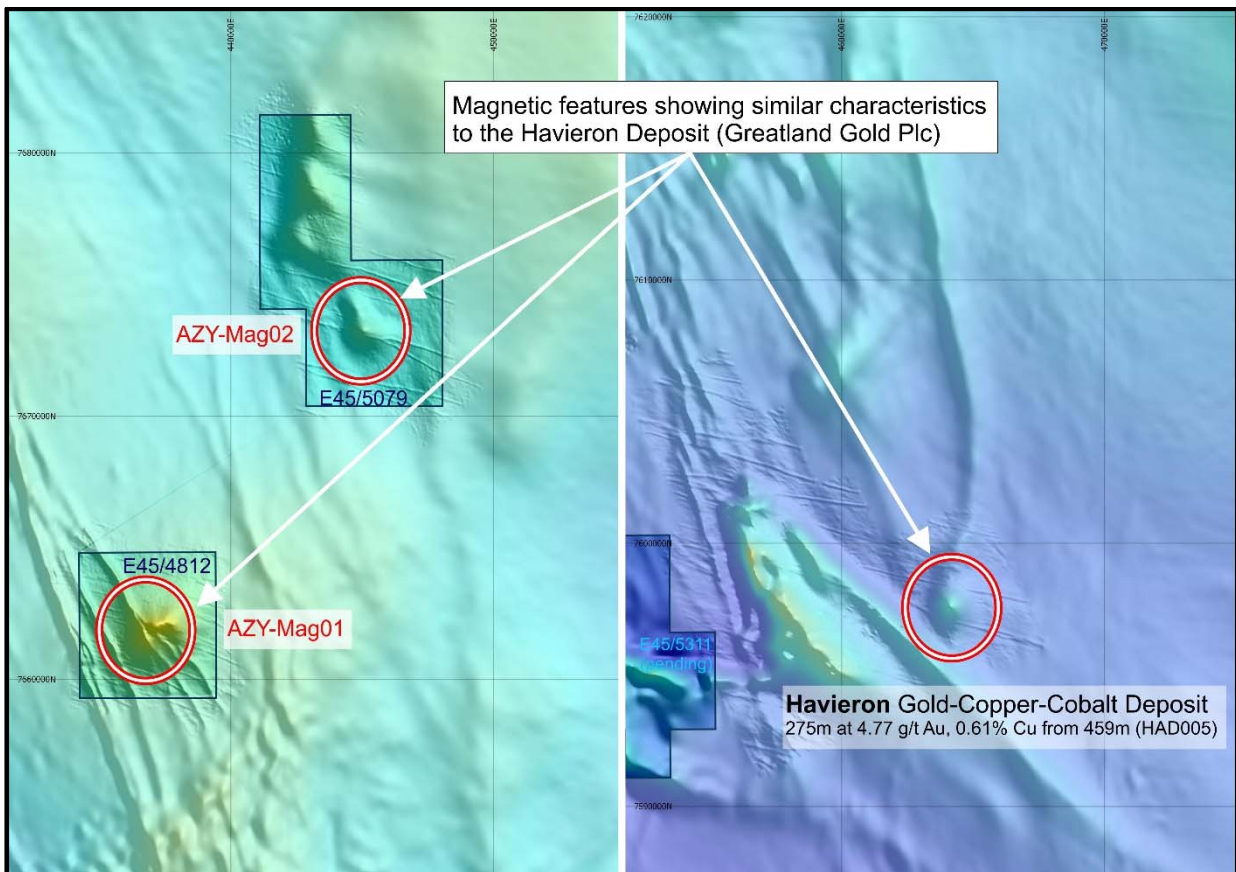 440000E
450000E
7620000N
460000E
470000E
Magnetic features showing similar characteristics
to the Havieron Deposit (Greatland Gold Plc)
7680000N
7610000N
AZY-Mag02
E45/5079
7670000N
7600000N
E45/4812
AZY-Mag01
E45/5311
(pending)
7660000N
Havieron Gold-Copper-Cobalt Deposit
275m at 4.77 g/t Au, 0.61% Cu from 459m (HAD005)
7590000N